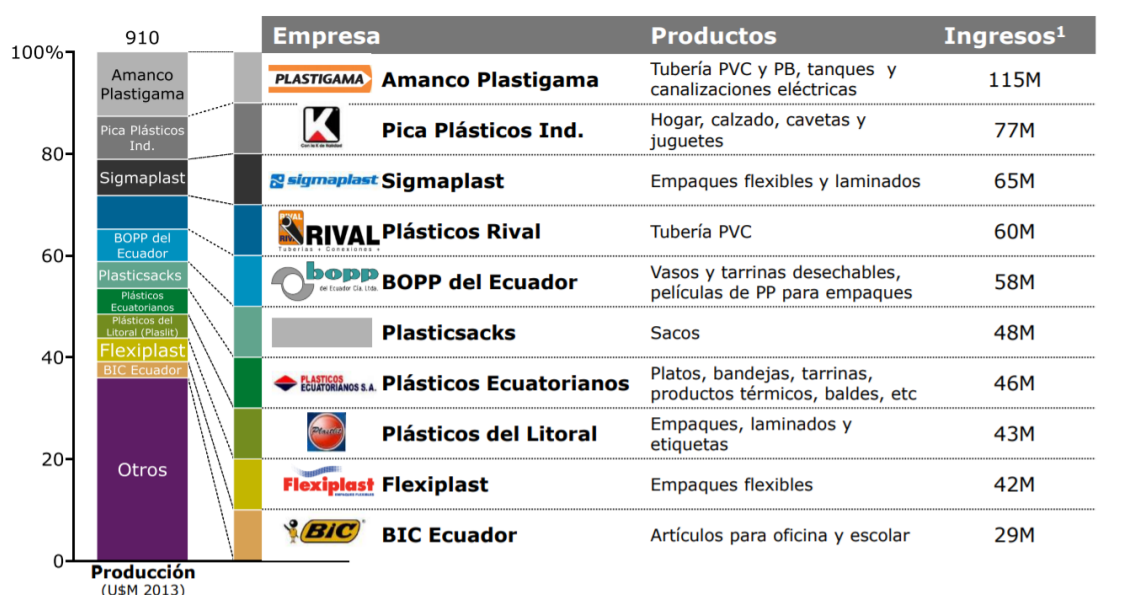 910
100%
80
60
40
20
0
Amanco
Plastigama
Pica Plásticos
Ind.
Sigmaplast
BOPP del
Ecuador
Plasticsacks
Plásticos
Ecuatorianos
Plásticos del
Litoral (Plaslit)
Flexiplast
BIC Ecuador
Otros
Producción
(U$M 2013)
Empresa Productos Ingresos¹
PLASTIGAMA Amanco Plastigama Tubería PVC y PB, tanques y
canalizaciones eléctricas 115M
K
Pica Plásticos Ind. Hogar, calzado, cavetas y
juguetes 77M
sigmaplast Sigmaplast Empaques flexibles y laminados 65M
RIVAL
RIVAL
Tuberías + Conexiones +
Plásticos Rival Tubería PVC 60M
bopp
del Ecuador Cía. Ltda.
BOPP del Ecuador Vasos y tarrinas desechables,
películas de PP para empaques 58M
Plasticsacks Sacos 48M
PLASTICOS
ECUATORIANOS S.A.
Plásticos Ecuatorianos Platos, bandejas, tarrinas,
productos térmicos, baldes, etc 46M
Plásticos del Litoral Empaques, laminados y
etiquetas 43M
Flexiplast
EMPAQUES FLEXIBLES
Flexiplast Empaques flexibles 42M
BIC
BIC Ecuador Artículos para oficina y escolar 29M